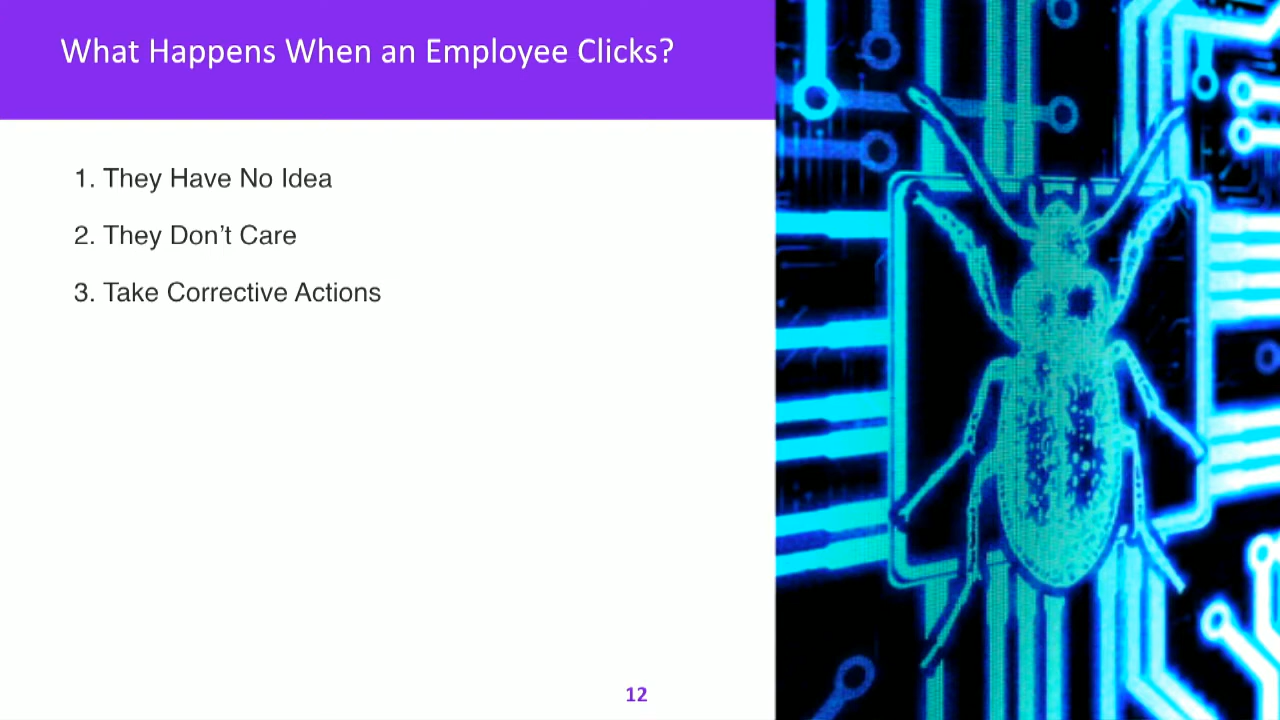 What Happens When an Employee Clicks?
1. They Have No Idea
2. They Don’t Care
3. Take Corrective Actions
12